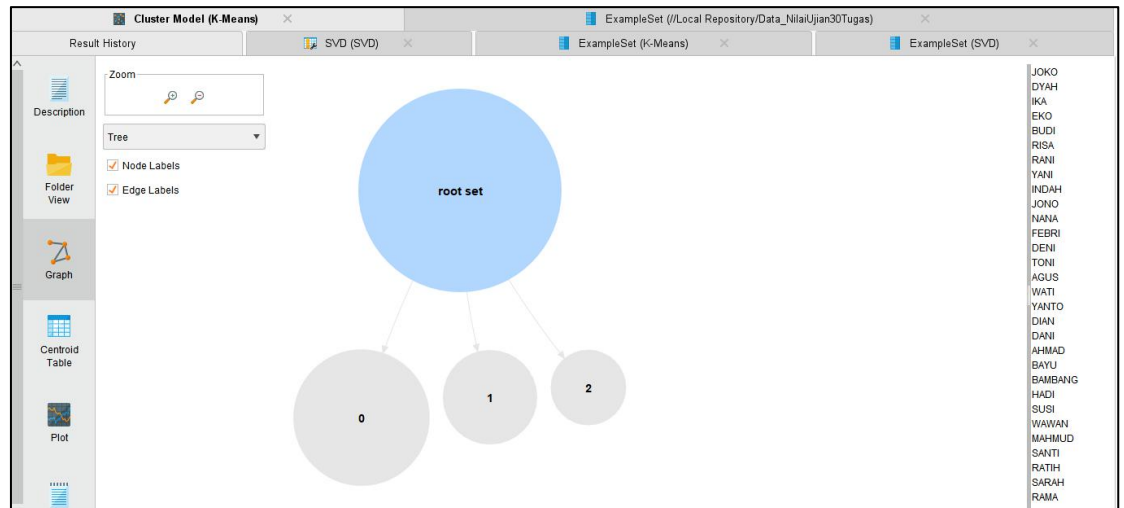 Cluster Model (K-Means)
ExampleSet (//Local Repository/Data_NilaiUjian30Tugas)
Result History
SVD (SVD)
ExampleSet (K-Means)
ExampleSet (SVD)
Description
Folder
View
Graph
Centroid
Table
Plot
Zoom
Tree
Node Labels
Edge Labels
root set
0
1
2
JOKO
DYAH
IKA
EKO
BUDI
RISA
RANI
YANI
INDAH
JONO
NANA
FEBRI
DENI
TONI
AGUS
WATI
YANTO
DIAN
DANI
AHMAD
BAYU
BAMBANG
HADI
SUSI
WAWAN
MAHMUD
SANTI
RATIH
SARAH
RAMA